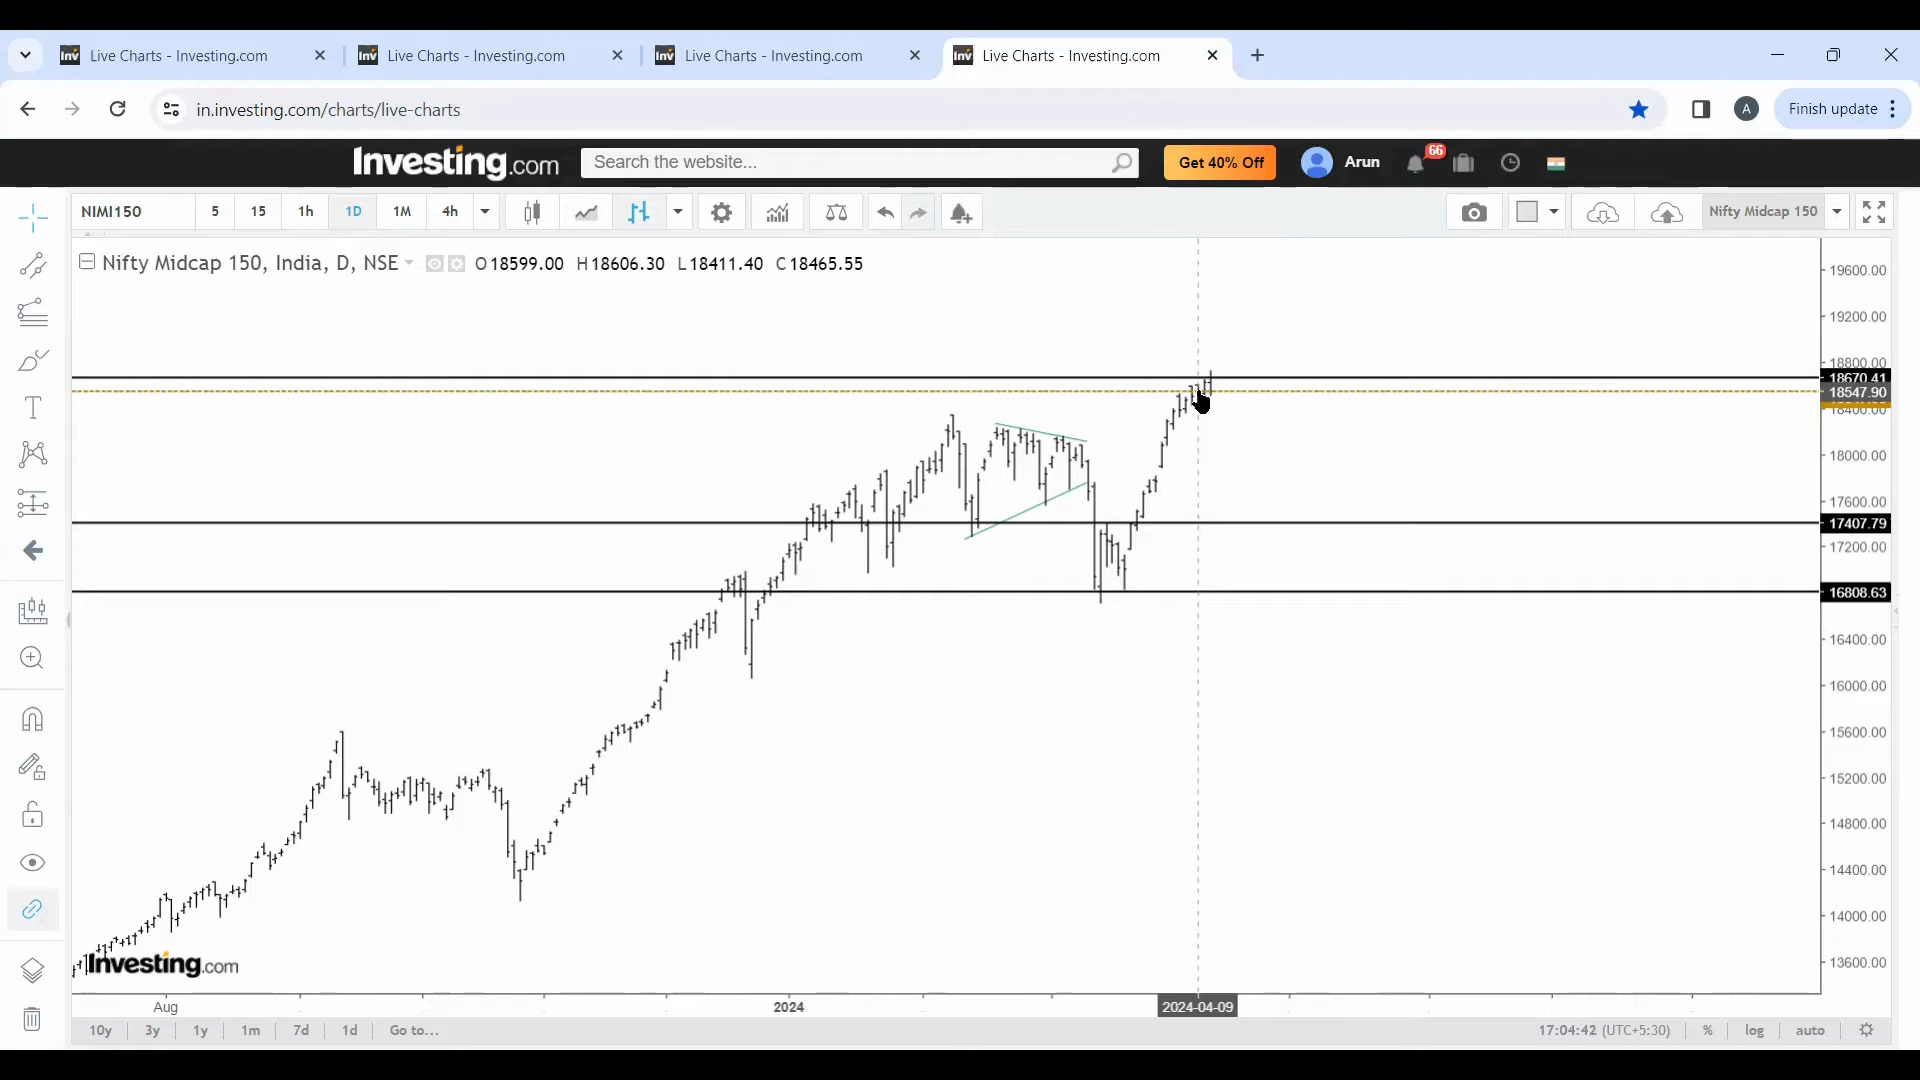 Live Charts - Investing.com
Live Charts - Investing.com
Live Charts - Investing.com
Live Charts - Investing.com
in.investing.com/charts/live-charts
A
Finish update
Investing.com
Search the website...
Get 40% Off
Arun
66
NIMI150
5
15
1h
1D
1M
4h
Nifty Midcap 150
Nifty Midcap 150, India, D, NSE
O18599.00 H18606.30 L18411.40 C18465.55
19600.00
19200.00
18800.00
18670.41
18547.90
18400.00
18000.00
17600.00
17407.79
17200.00
16808.63
16400.00
16000.00
15600.00
15200.00
14800.00
14400.00
14000.00
13600.00
Investing.com
Aug
2024
2024-04-09
10y
3y
1y
1m
7d
1d
Go to...
17:04:42 (UTC+5:30)
%
log
auto